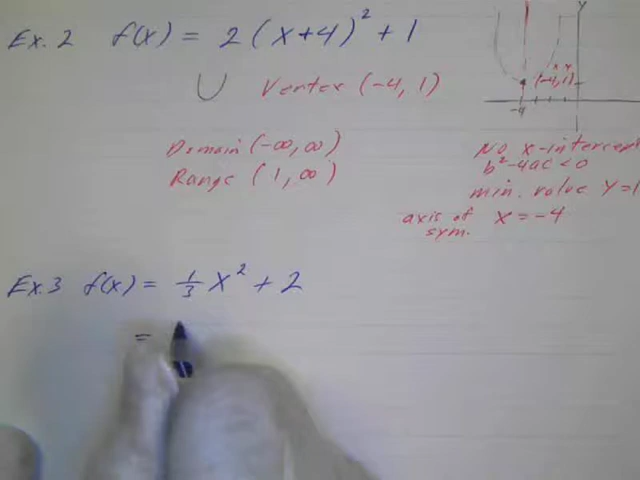 Ex. 2 f(x) = 2(x+4)² + 1
∪ Vertex (-4, 1)
Domain (-∞, ∞)
Range (1, ∞)
y
x y
(-4, 1)
-4
No x-intercept
b²-4ac < 0
min. value y=1
axis of x = -4
sym.
Ex. 3 f(x) = 1/3 x² + 2
=